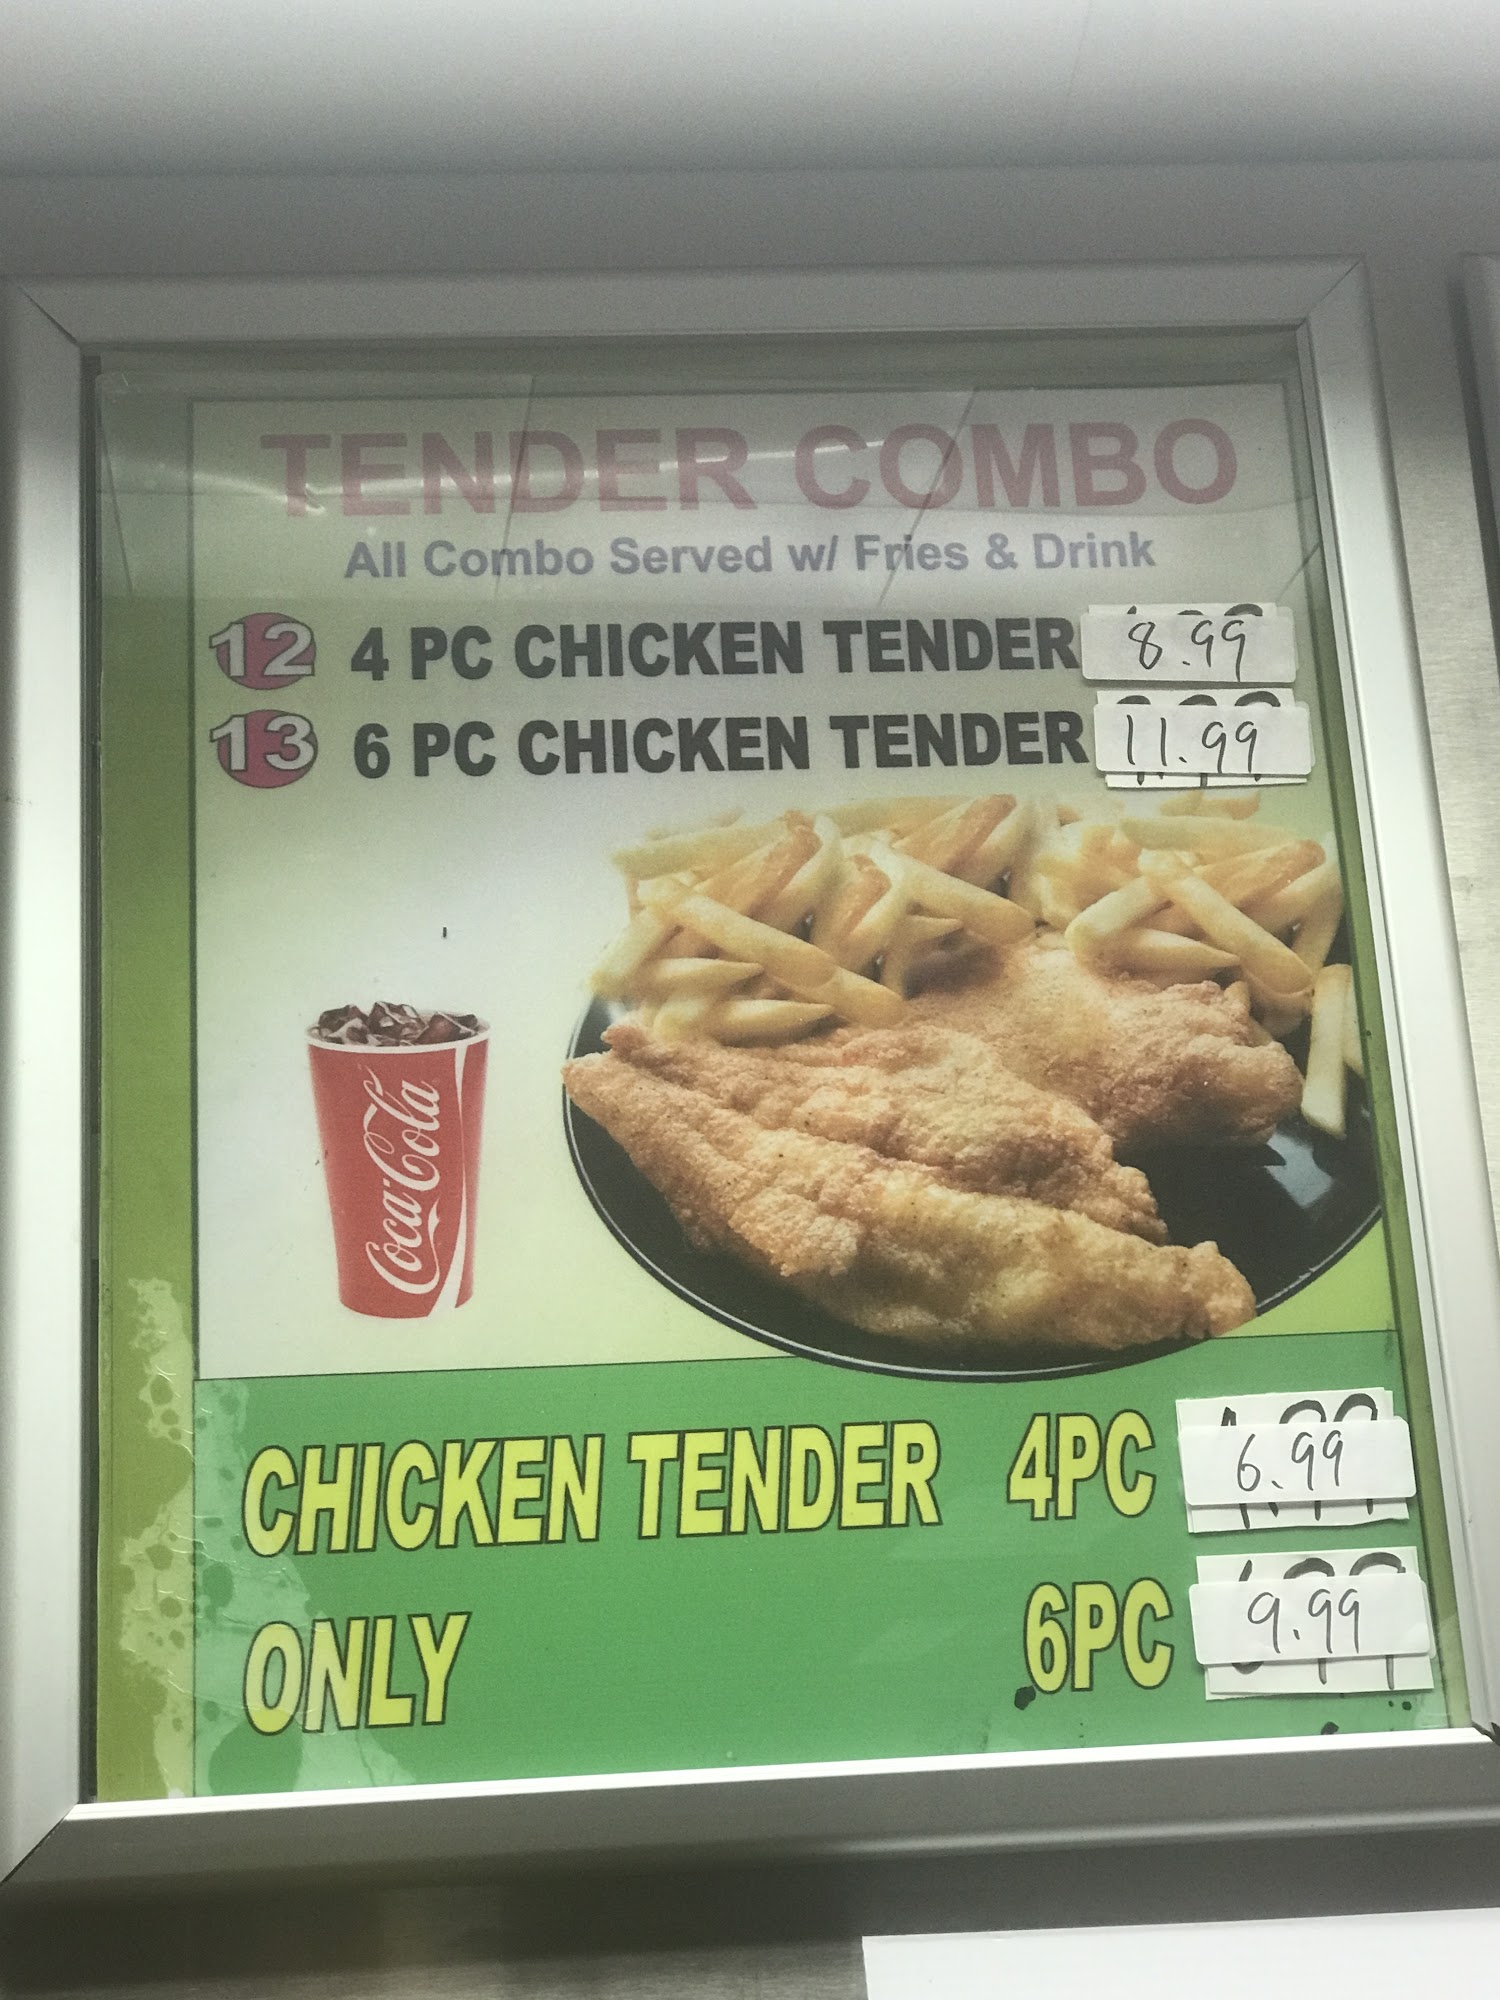 TENDER COMBO
All Combo Served w/ Fries & Drink
12 4 PC CHICKEN TENDER 8.99
13 6 PC CHICKEN TENDER 11.99
Coca-Cola
CHICKEN TENDER 4PC 6.99
ONLY 6PC 9.99